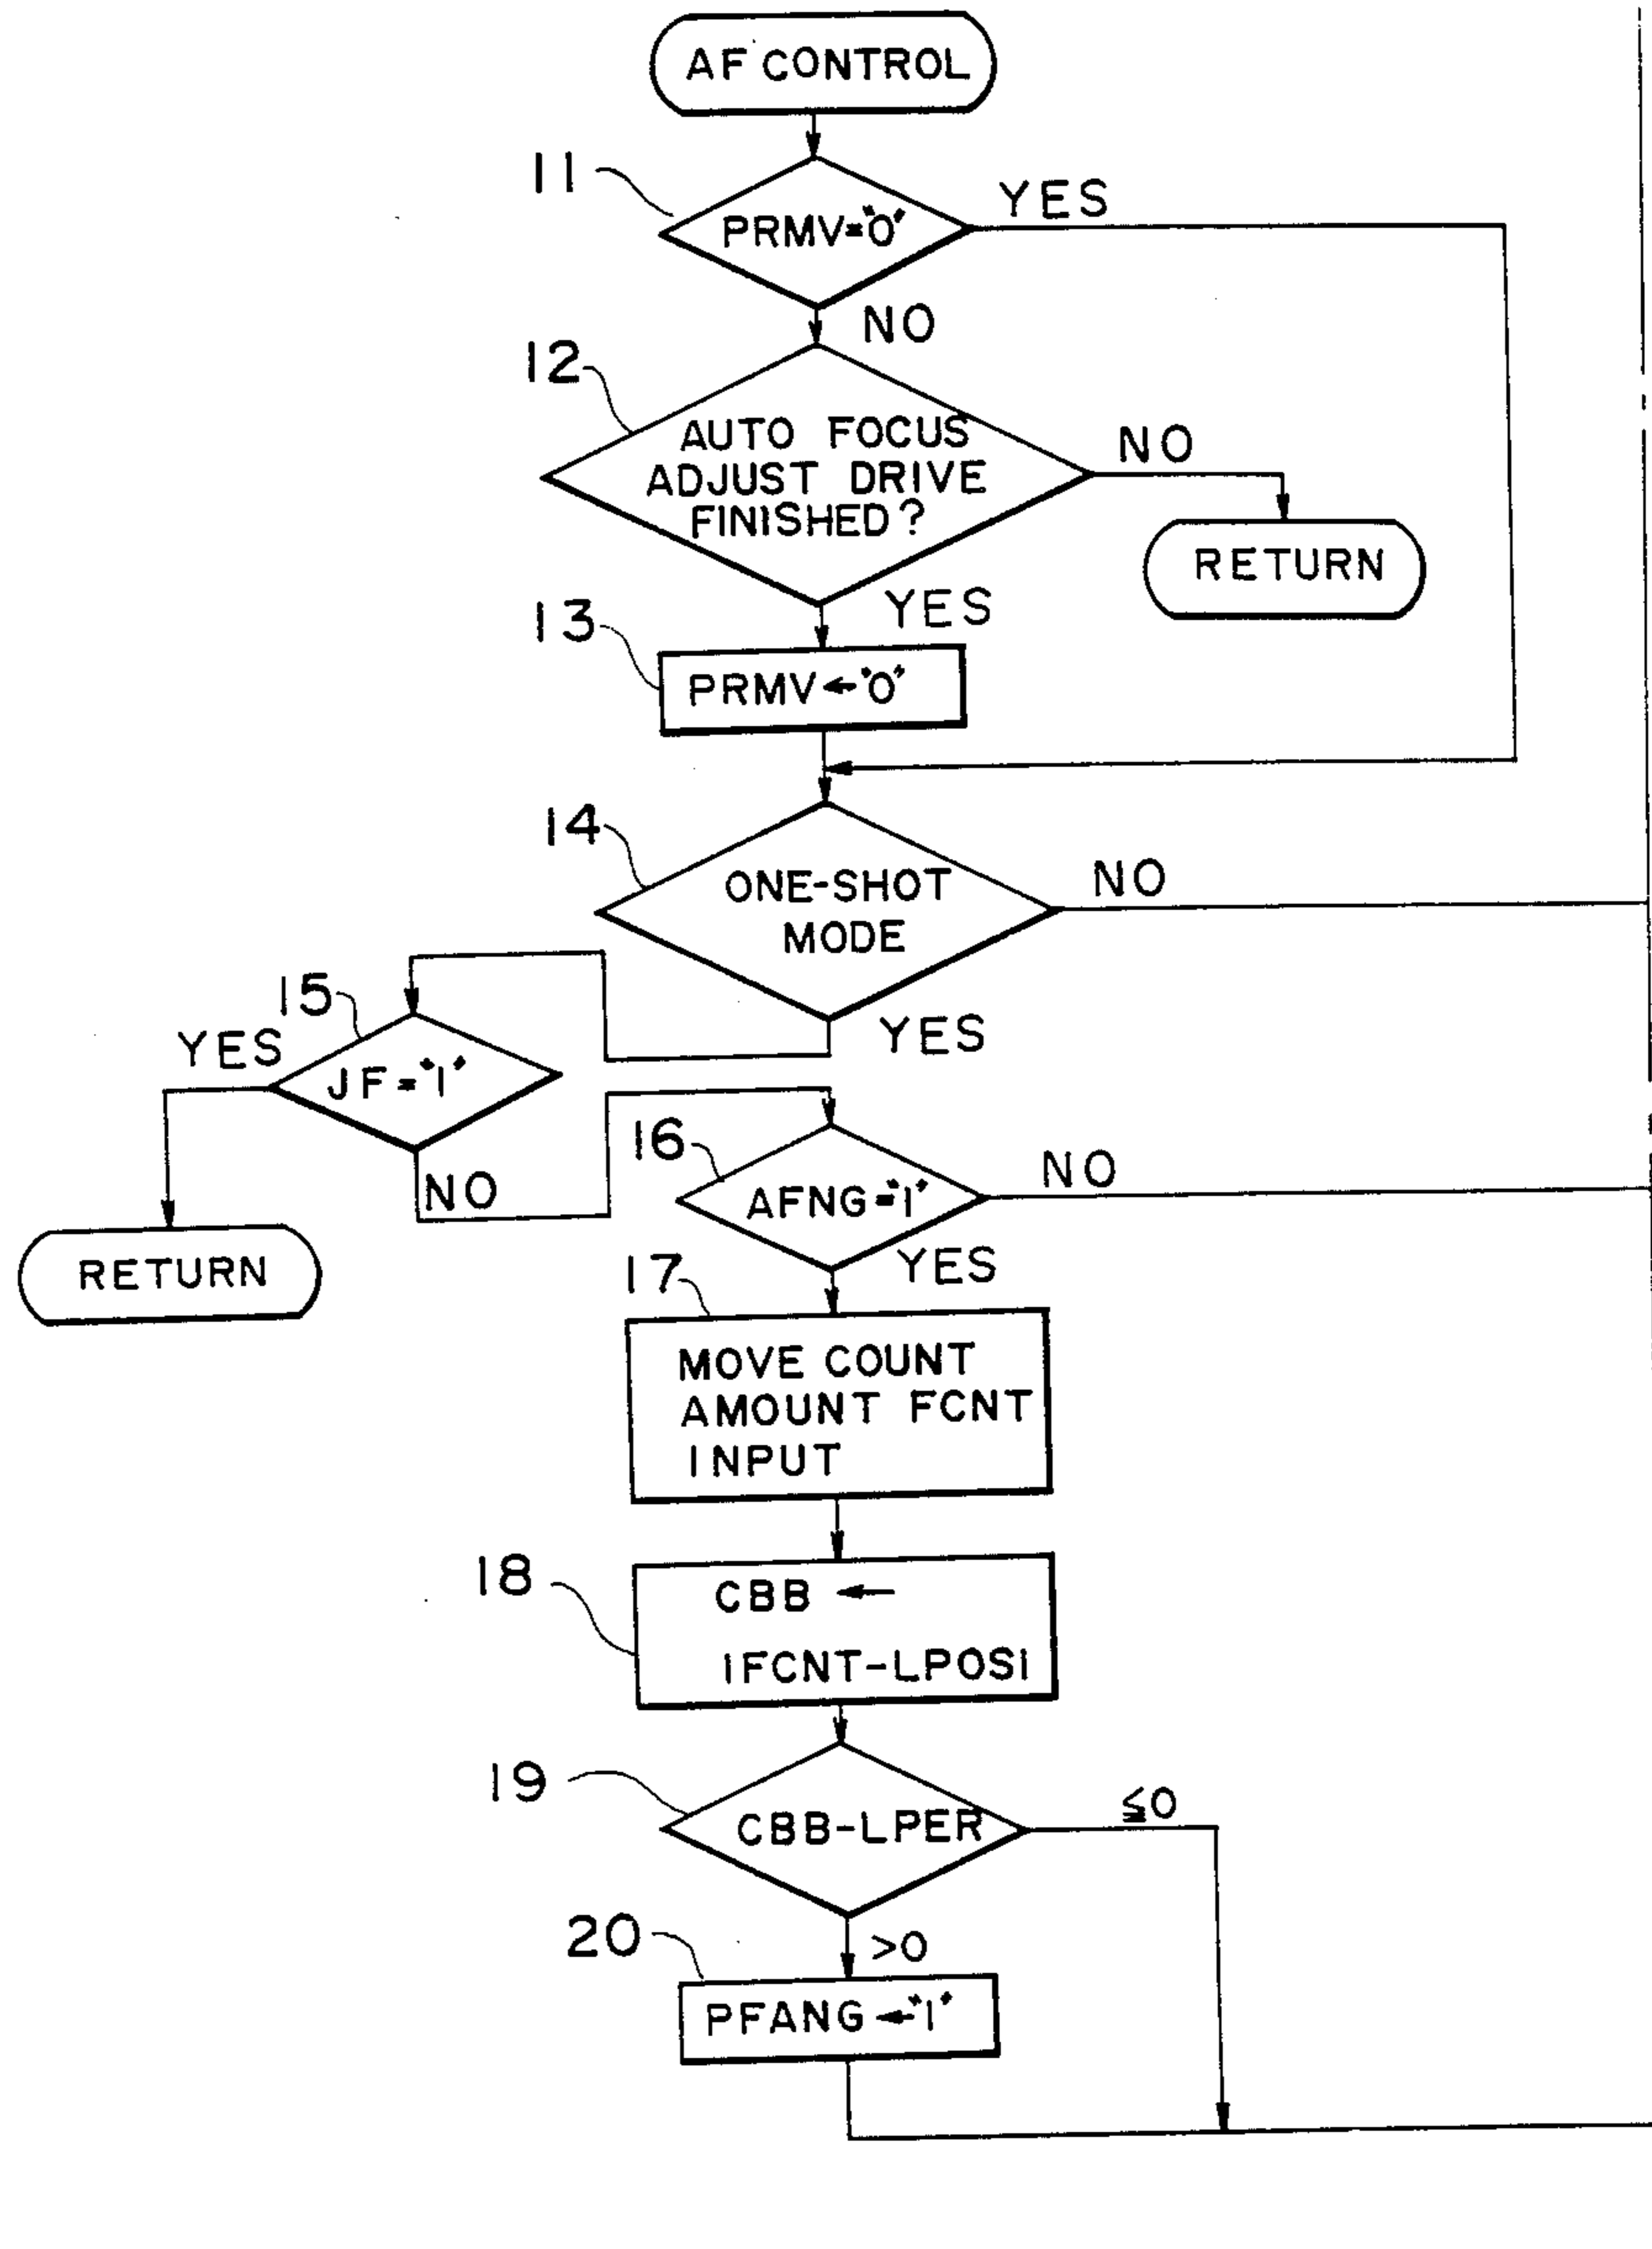 AF CONTROL
11
PRMV="0"
YES
NO
12
AUTO FOCUS
ADJUST DRIVE
FINISHED?
NO
RETURN
YES
13
PRMV←"0"
14
ONE-SHOT
MODE
NO
YES
15
YES
JF="1"
NO
RETURN
16
AFNG="1"
NO
YES
17
MOVE COUNT
AMOUNT FCNT
INPUT
18
CBB ←
|FCNT-LPOS|
19
CBB-LPER
≦0
>0
20
PFANG←"1"